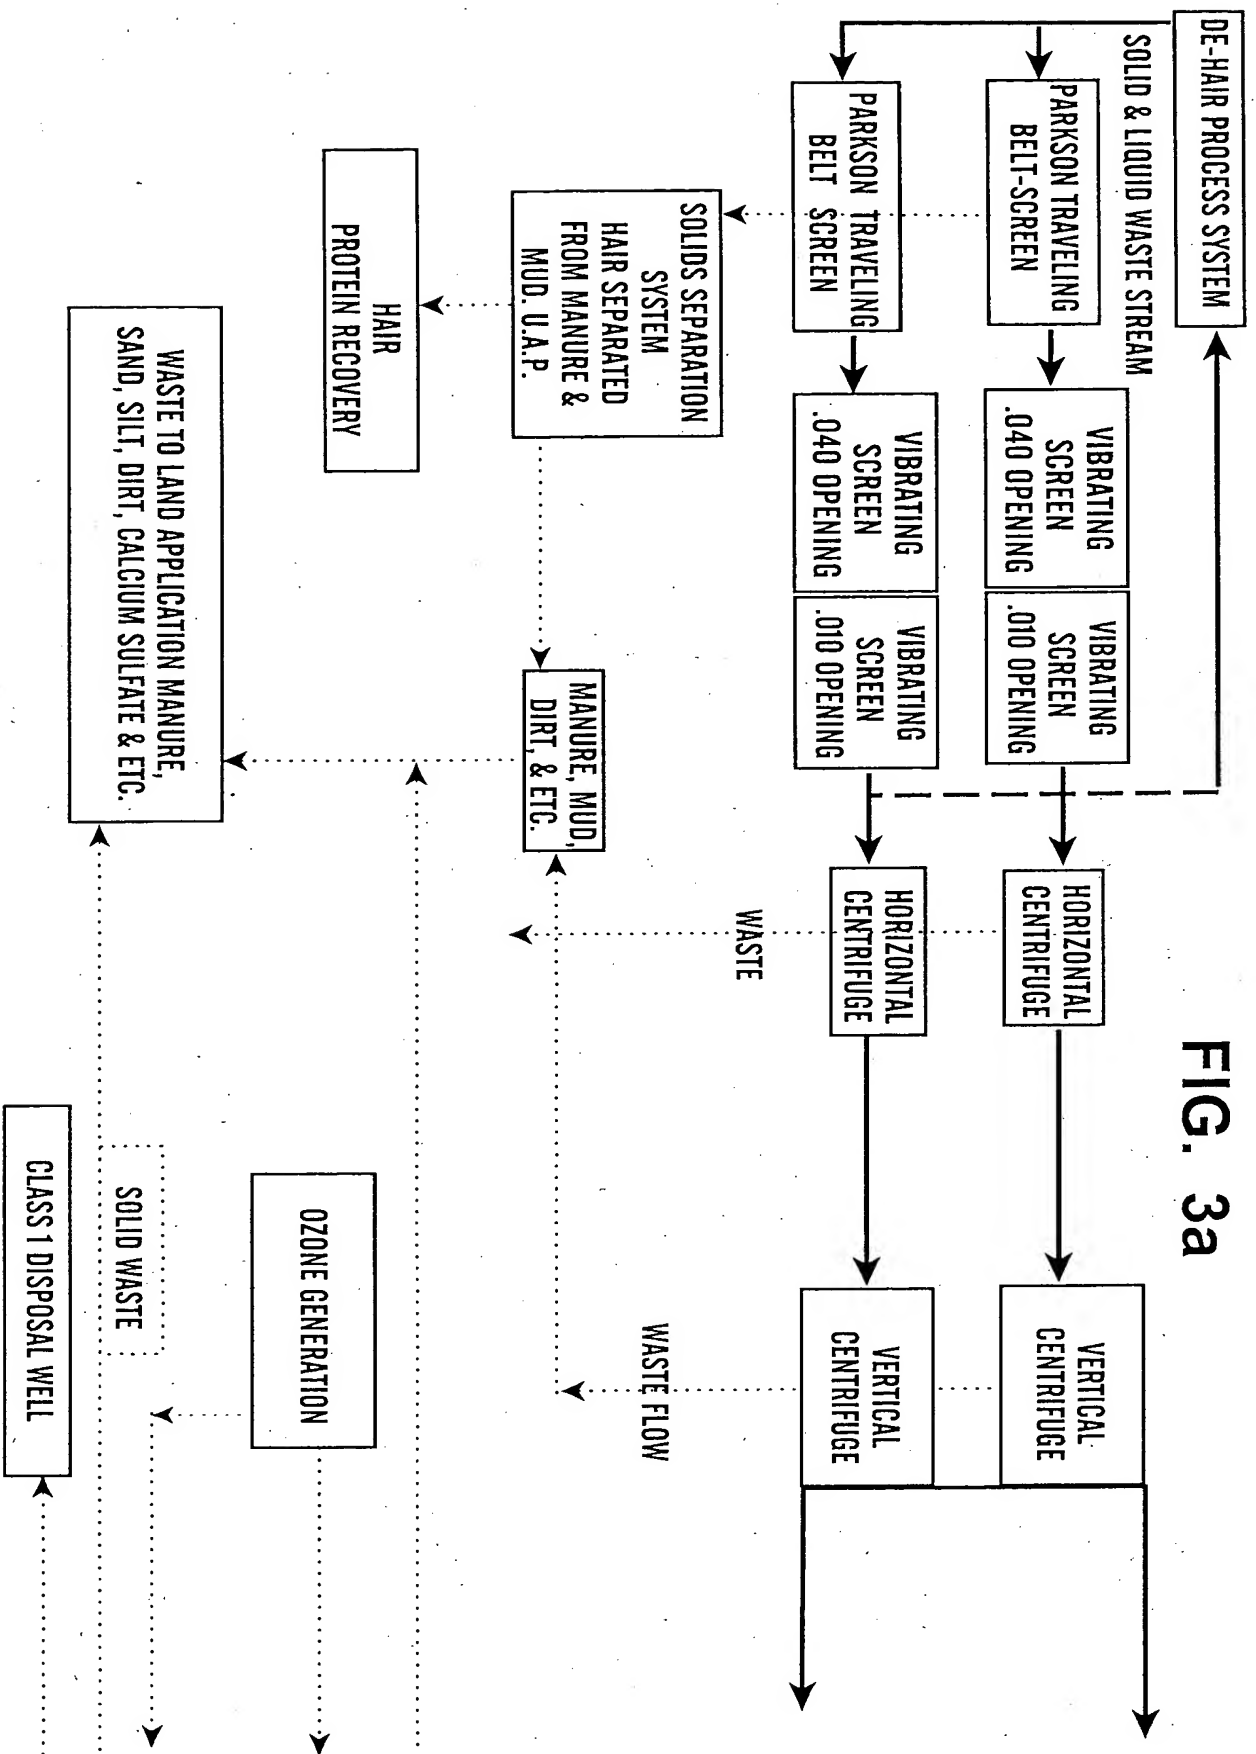 DE-HAIR PROCESS SYSTEM
SOLID & LIQUID WASTE STREAM
PARKSON TRAVELING
BELT-SCREEN
VIBRATING
SCREEN
.040 OPENING
VIBRATING
SCREEN
.010 OPENING
HORIZONTAL
CENTRIFUGE
VERTICAL
CENTRIFUGE
PARKSON TRAVELING
BELT SCREEN
VIBRATING
SCREEN
.040 OPENING
VIBRATING
SCREEN
.010 OPENING
HORIZONTAL
CENTRIFUGE
VERTICAL
CENTRIFUGE
FIG. 3a
WASTE
WASTE FLOW
SOLIDS SEPARATION
SYSTEM
HAIR SEPARATED
FROM MANURE &
MUD. U.A.P.
MANURE, MUD,
DIRT, & ETC.
HAIR
PROTEIN RECOVERY
OZONE GENERATION
WASTE TO LAND APPLICATION MANURE,
SAND, SILT, DIRT, CALCIUM SULFATE & ETC.
SOLID WASTE
CLASS 1 DISPOSAL WELL